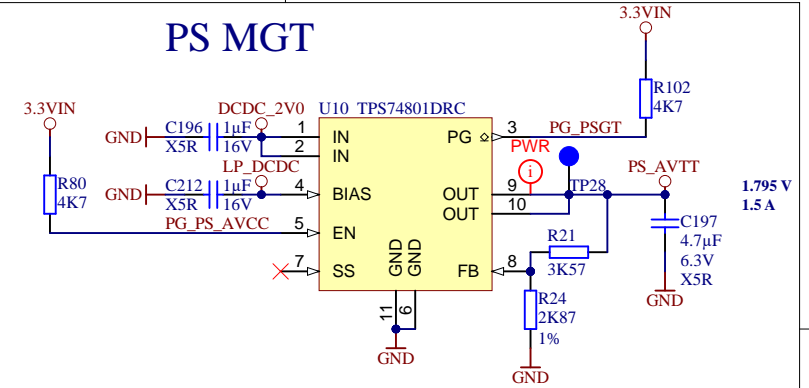 PS MGT
3.3VIN
R102
4K7
3.3VIN
R80
4K7
GND
C196
X5R
1µF
16V
DCDC_2V0
U10 TPS74801DRC
1
IN
2
IN
PG
3
PG_PSGT
PWR
i
GND
C212
X5R
1µF
16V
LP_DCDC
4
BIAS
OUT
9
TP28
PS_AVTT
1.795 V
1.5 A
OUT
10
PG_PS_AVCC
5
EN
C197
4.7µF
6.3V
X5R
GND
7
SS
GND
GND
FB
8
R21
3K57
11
6
GND
R24
2K87
1%
GND